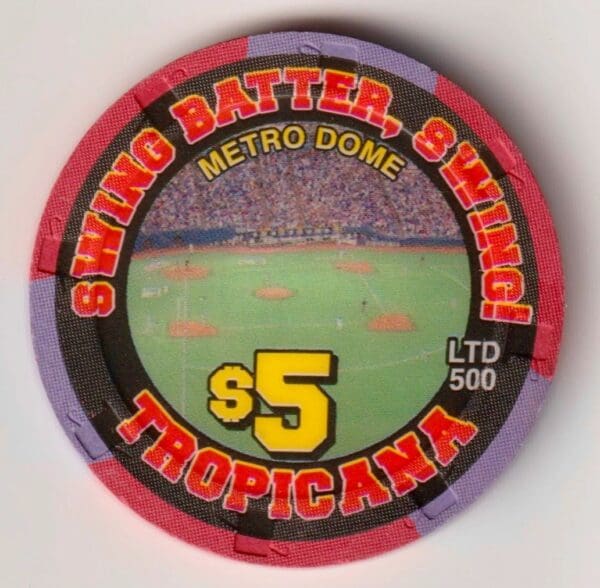 SWING BATTER, SWING!
METRO DOME
$5
LTD
500
TROPICANA